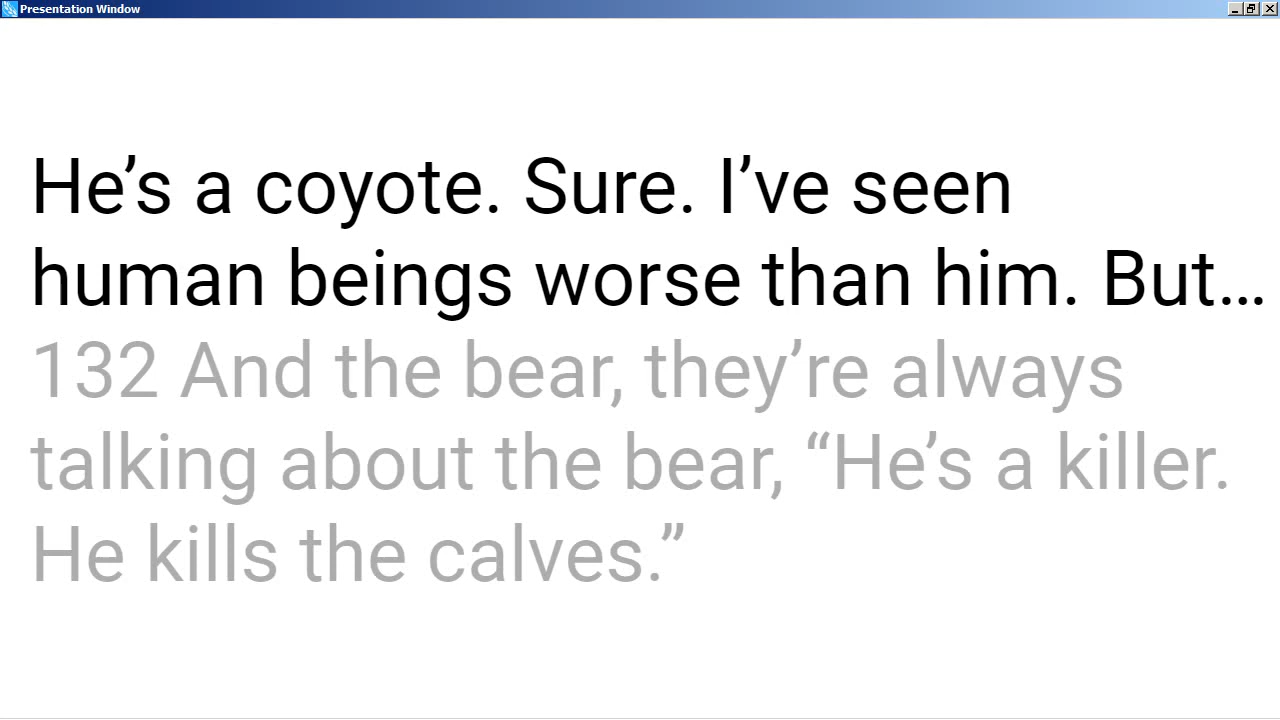 Presentation Window
He’s a coyote. Sure. I’ve seen
human beings worse than him. But…
132 And the bear, they’re always
talking about the bear, “He’s a killer.
He kills the calves.”